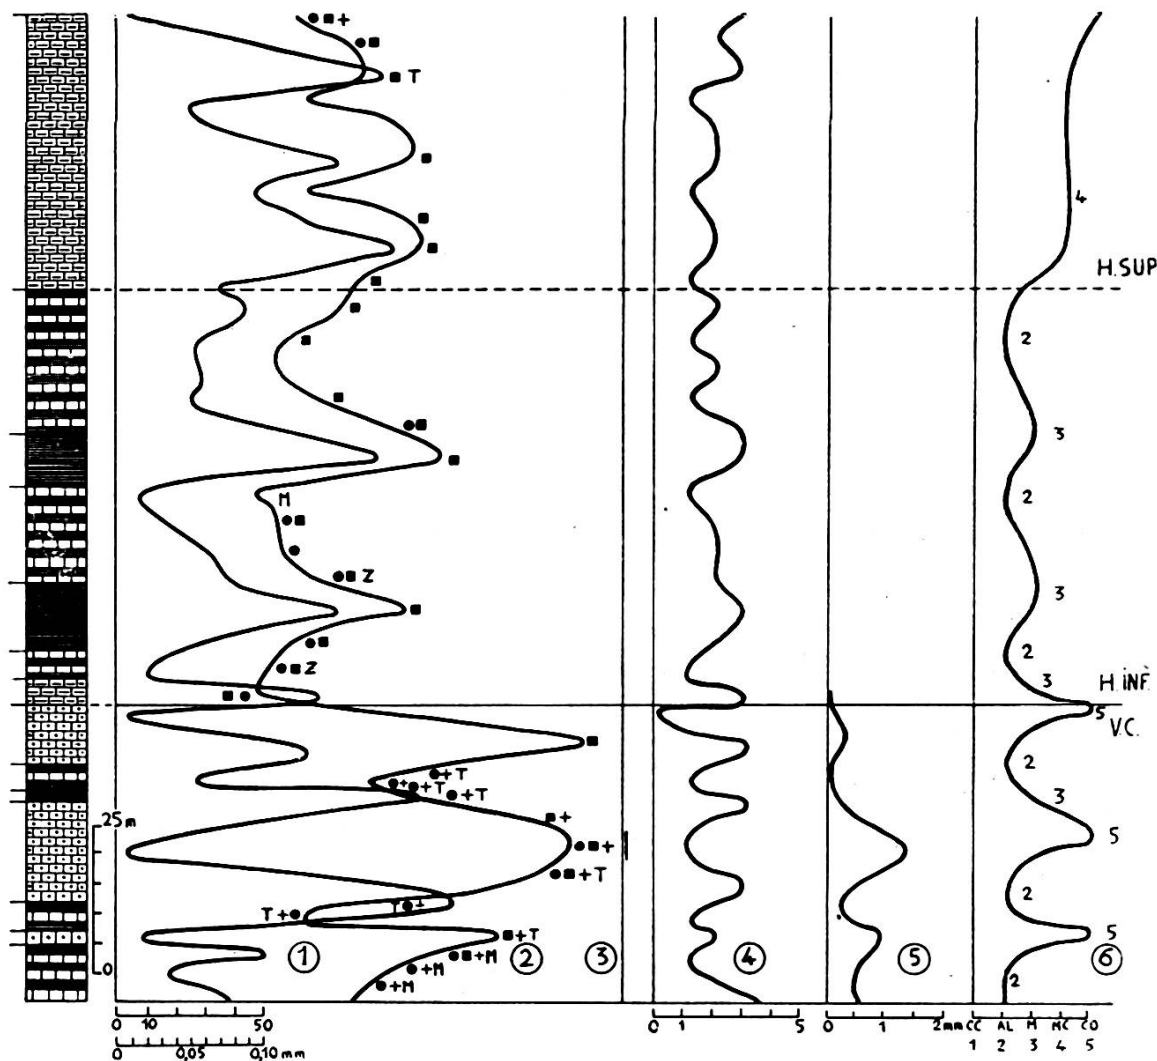 ●■+
●■
■ T
■
4
■
■
H.SUP
■
■
■
2
■
●■
3
■
M
2
●■
●
●■ Z
■
3
●■
2
●■ Z
3
H.INF.
■●
5
V.C.
■
2
●+T
●+
●+T
●+T
3
■+
25m
5
●■+
●■+T
2
T+●
■+T
5
① ② ③ ④ ⑤ ⑥
●■+M
●+M
●+M
0
2
0 10 50
0 0,05 0,10 mm
0 1 5
0 1 2mm
CC AL M MC CO
1 2 3 4 5